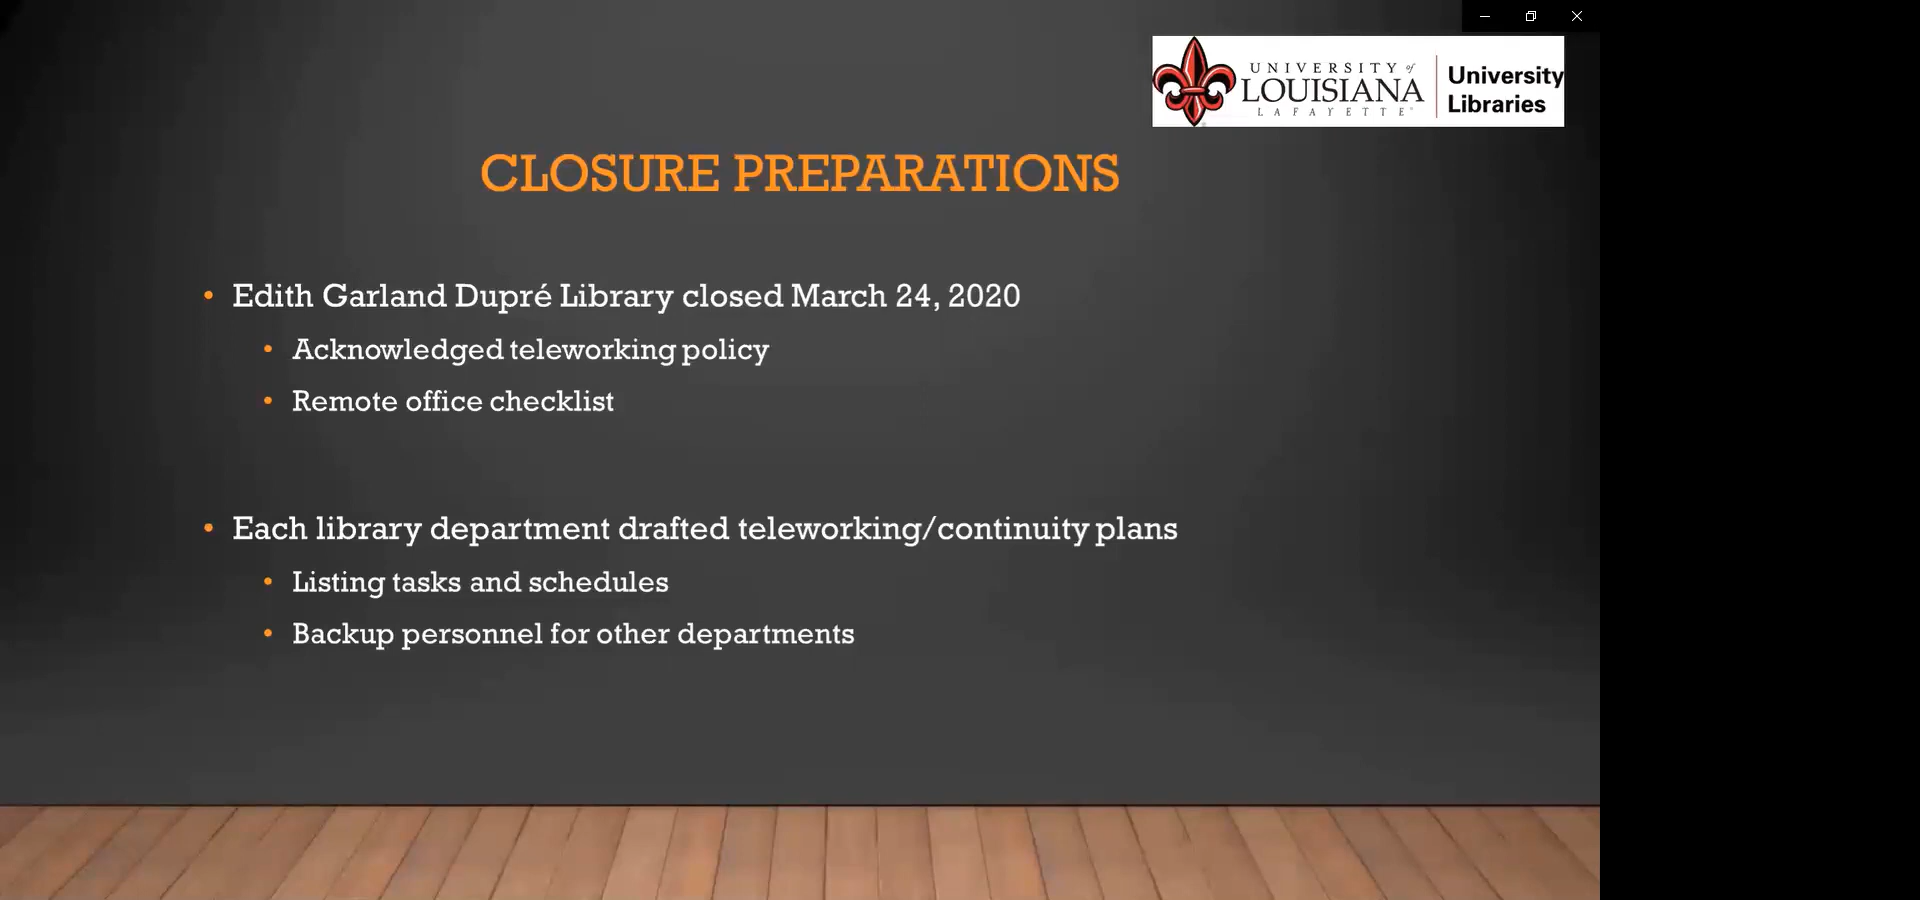 UNIVERSITY of
LOUISIANA
LAFAYETTE
University
Libraries
CLOSURE PREPARATIONS
• Edith Garland Dupré Library closed March 24, 2020
• Acknowledged teleworking policy
• Remote office checklist
• Each library department drafted teleworking/continuity plans
• Listing tasks and schedules
• Backup personnel for other departments